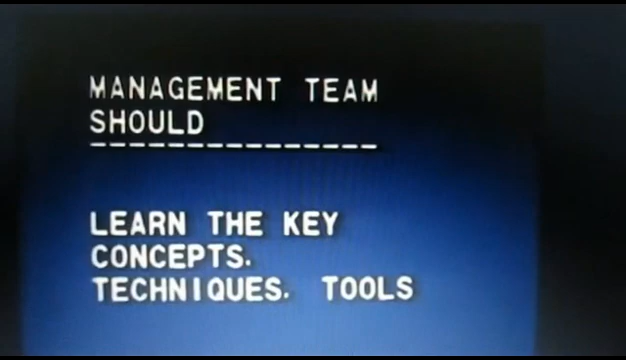 MANAGEMENT TEAM
SHOULD
---------------
LEARN THE KEY
CONCEPTS.
TECHNIQUES. TOOLS